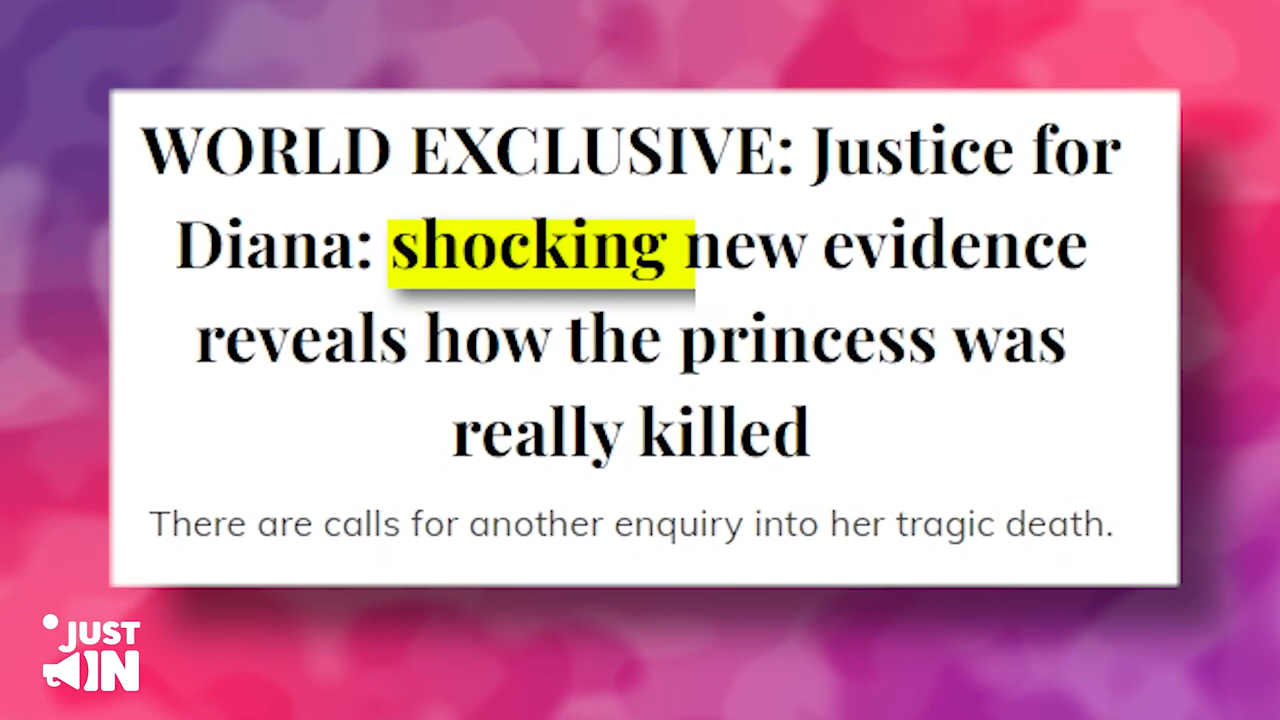 WORLD EXCLUSIVE: Justice for
Diana: shocking new evidence
reveals how the princess was
really killed
There are calls for another enquiry into her tragic death.
JUST
IN